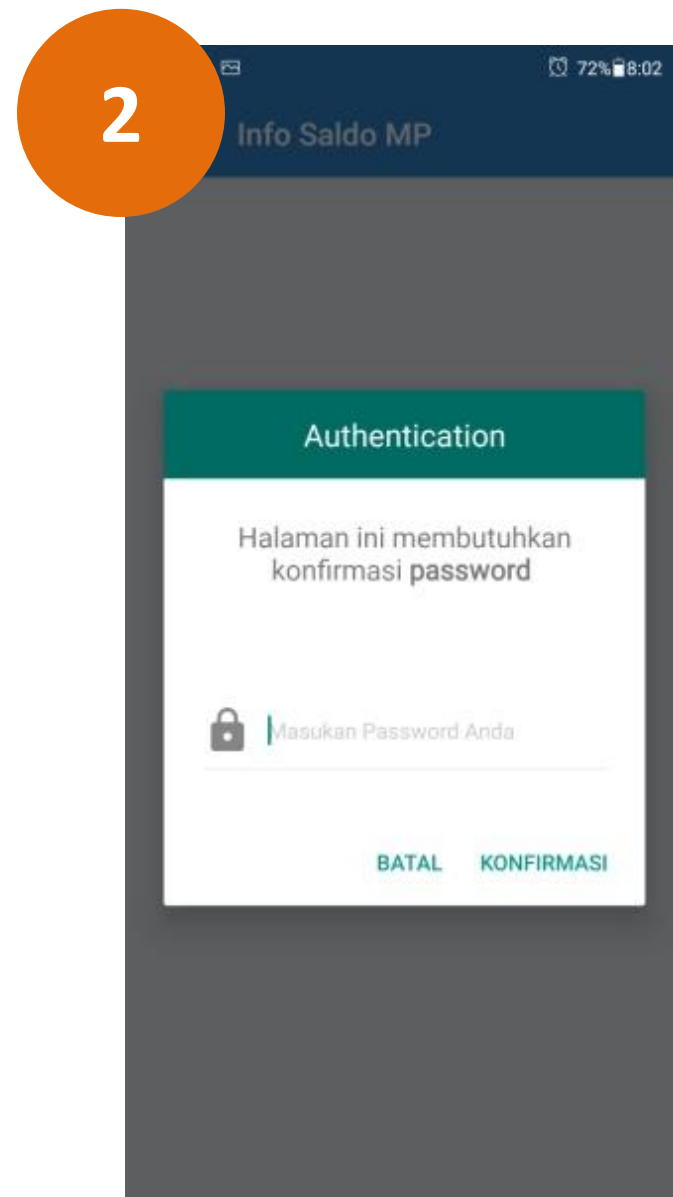 2
72% 8:02
Info Saldo MP
Authentication
Halaman ini membutuhkan
konfirmasi password
Masukan Password Anda
BATAL KONFIRMASI